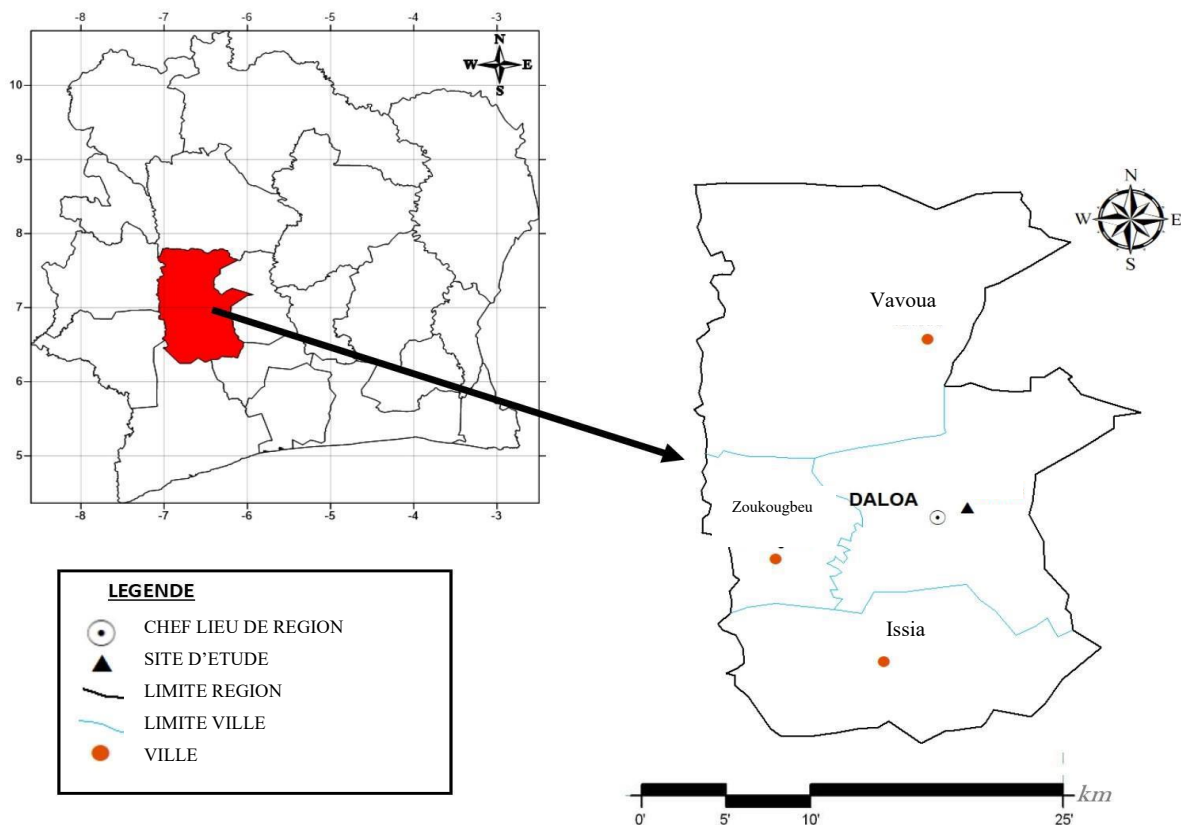 -8 -7 -6 -5 -4 -3
N
W E
S
10
9
8
7
6
5
-8 -7 -6 -5 -4 -3
N
W E
S
Vavoua
Zoukougbeu
DALOA
Issia
LEGENDE
CHEF LIEU DE REGION
SITE D’ETUDE
LIMITE REGION
LIMITE VILLE
VILLE
km
0' 5' 10' 25'